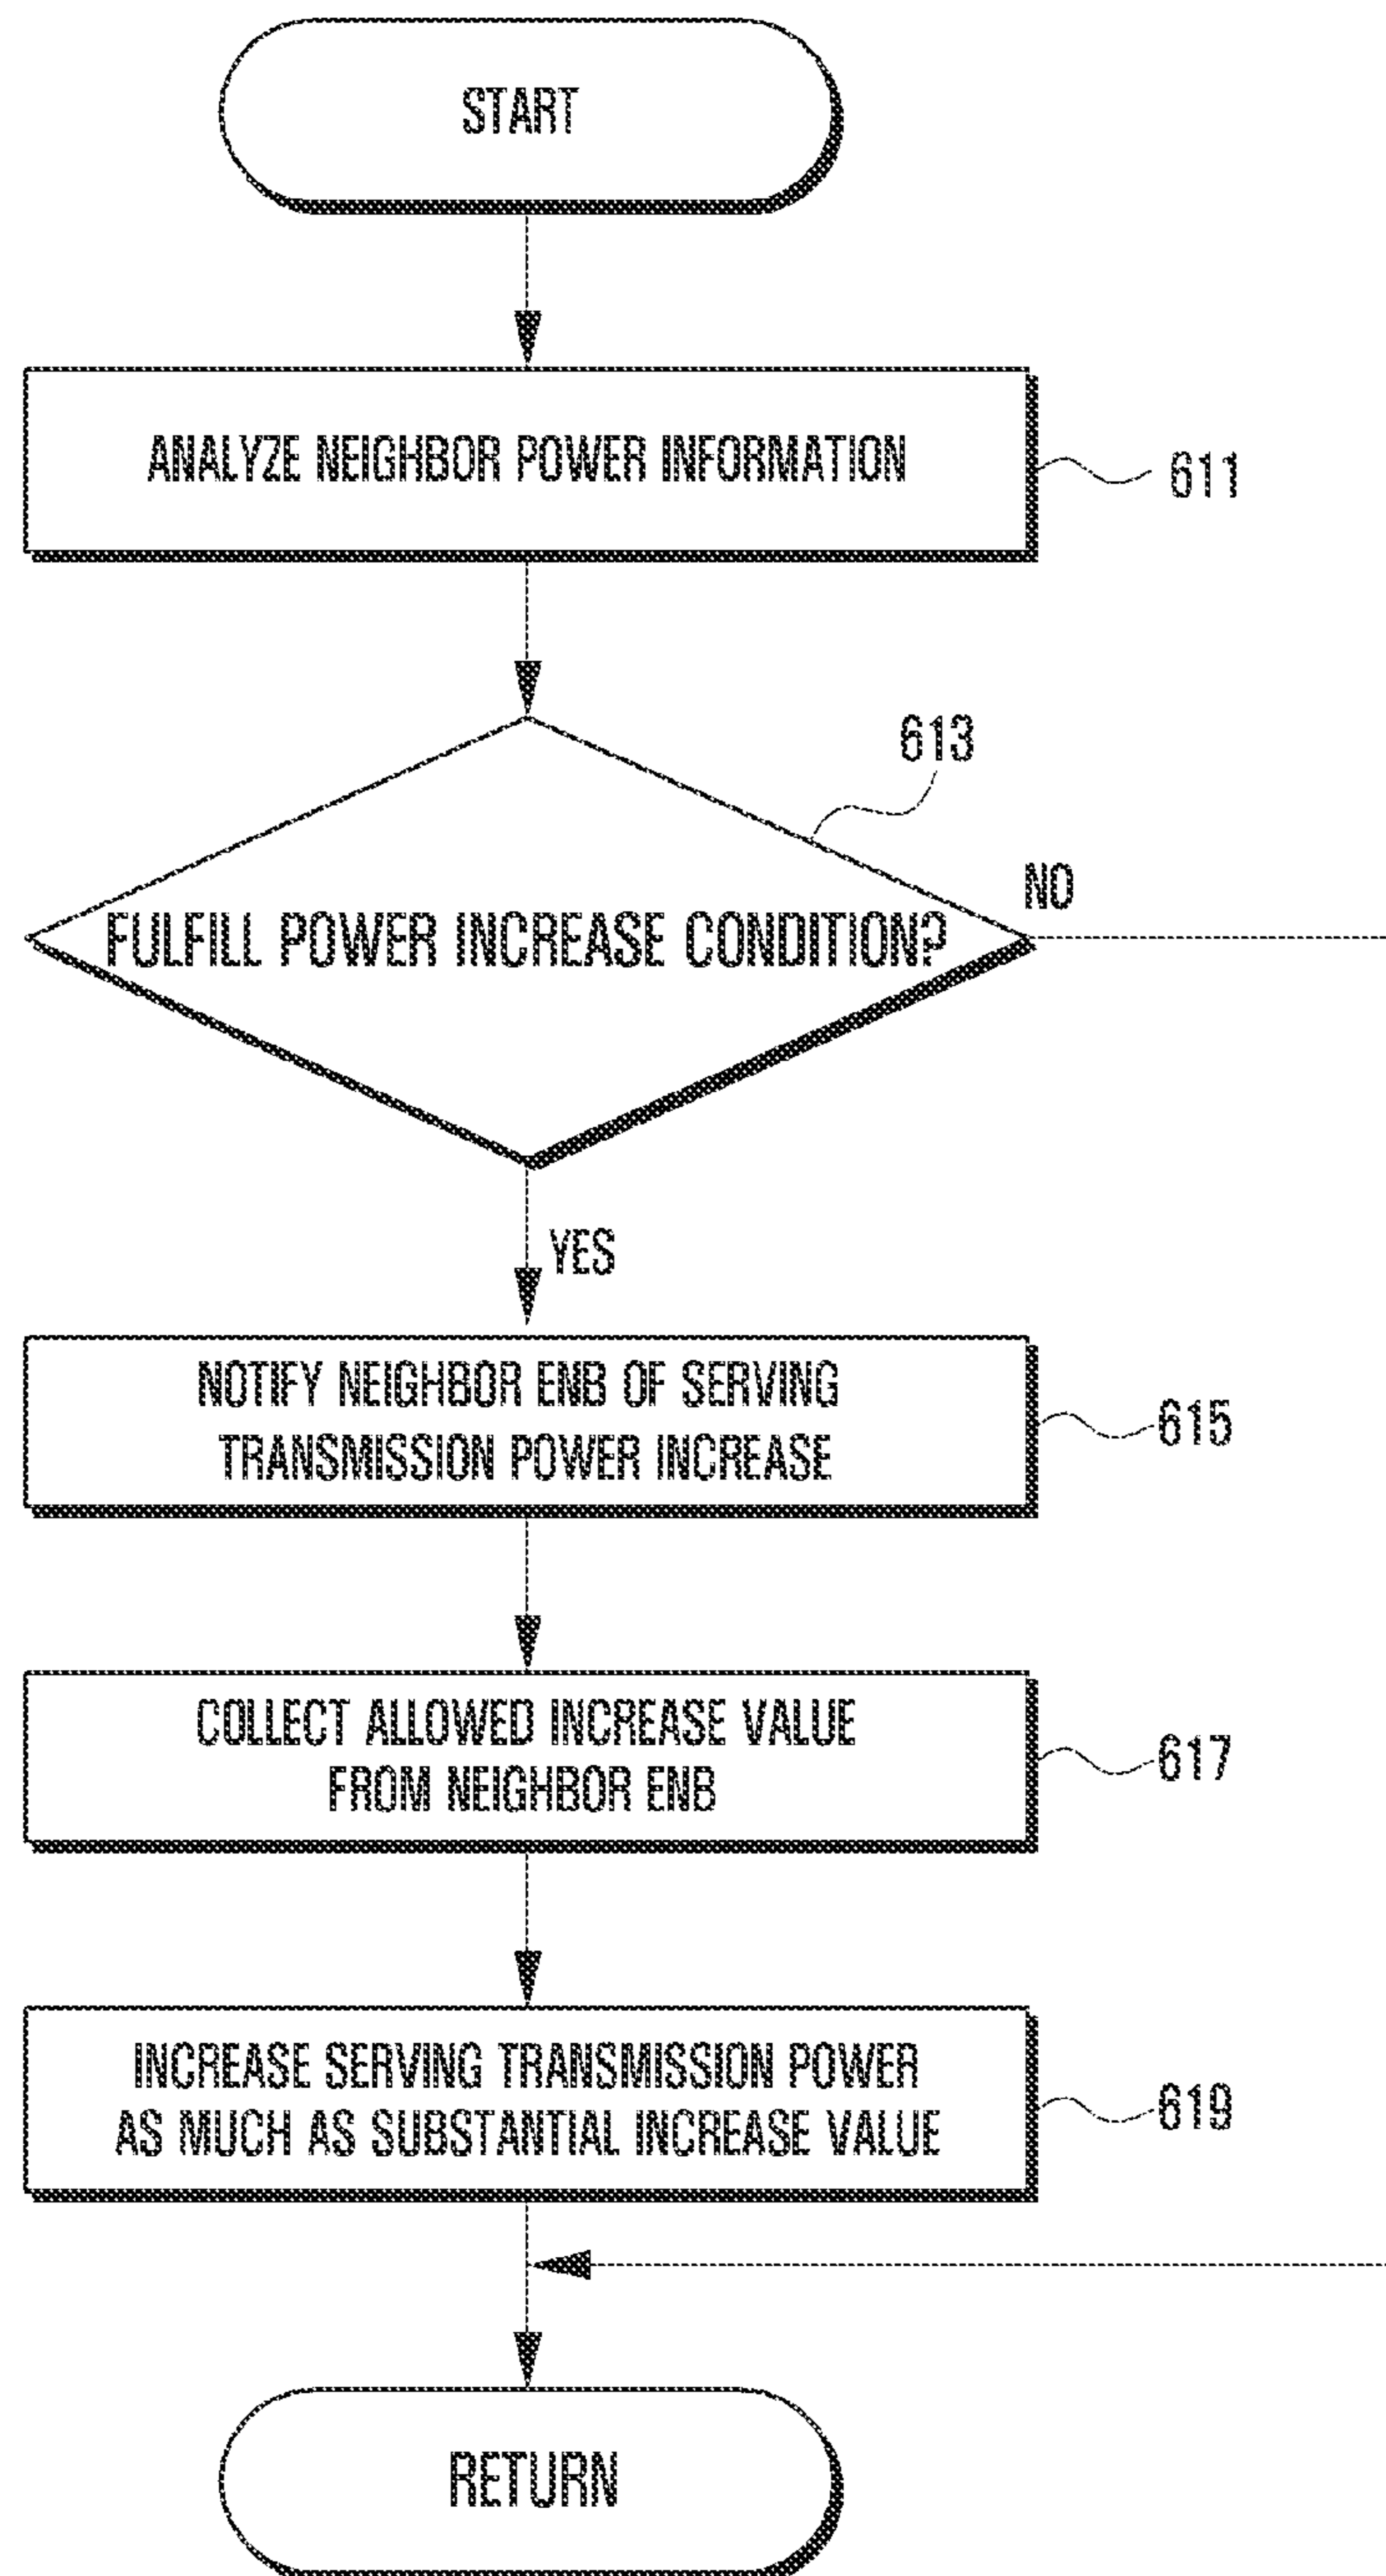 START
ANALYZE NEIGHBOR POWER INFORMATION
611
613
NO
FULFILL POWER INCREASE CONDITION?
YES
NOTIFY NEIGHBOR ENB OF SERVING
TRANSMISSION POWER INCREASE
615
COLLECT ALLOWED INCREASE VALUE
FROM NEIGHBOR ENB
617
INCREASE SERVING TRANSMISSION POWER
AS MUCH AS SUBSTANTIAL INCREASE VALUE
619
RETURN